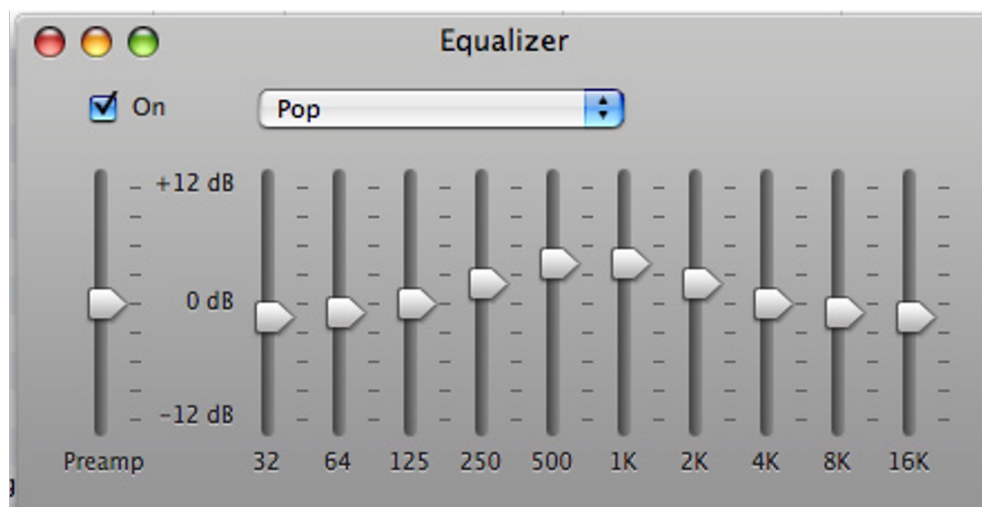 Equalizer
On
Pop
+12 dB
0 dB
-12 dB
Preamp 32 64 125 250 500 1K 2K 4K 8K 16K